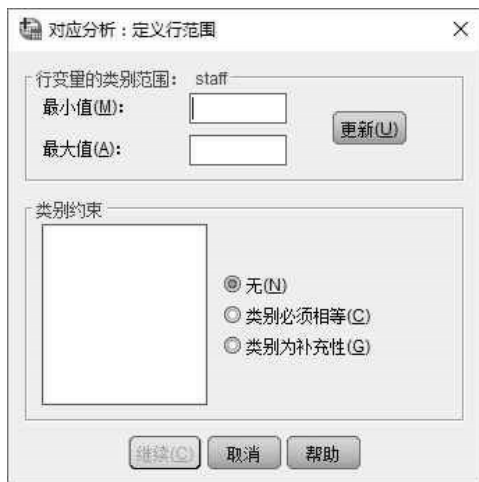 对应分析：定义行范围
行变量的类别范围： staff
最小值(M)：
最大值(A)：
更新(U)
类别约束
无(N)
类别必须相等(C)
类别为补充性(G)
继续(C) 取消 帮助